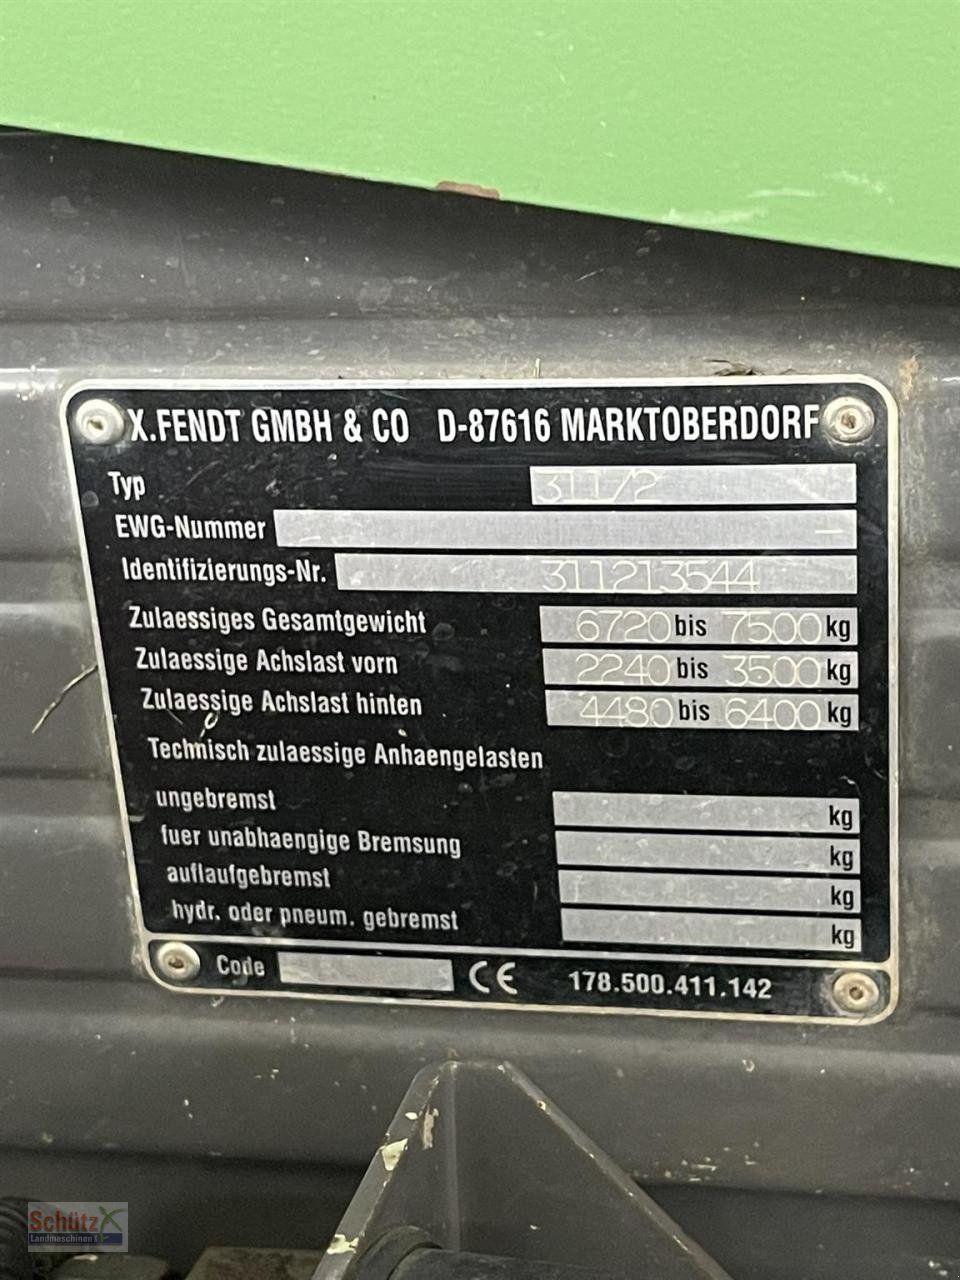 X.FENDT GMBH & CO D-87616 MARKTOBERDORF
Typ 311/2
EWG-Nummer – –
Identifizierungs-Nr. 311213544
Zulaessiges Gesamtgewicht 6720 bis 7500 kg
Zulaessige Achslast vorn 2240 bis 3500 kg
Zulaessige Achslast hinten 4480 bis 6400 kg
Technisch zulaessige Anhaengelasten
ungebremst kg
fuer unabhaengige Bremsung kg
auflaufgebremst kg
hydr. oder pneum. gebremst kg
Code CE 178.500.411.142
Schütz
Landmaschinen